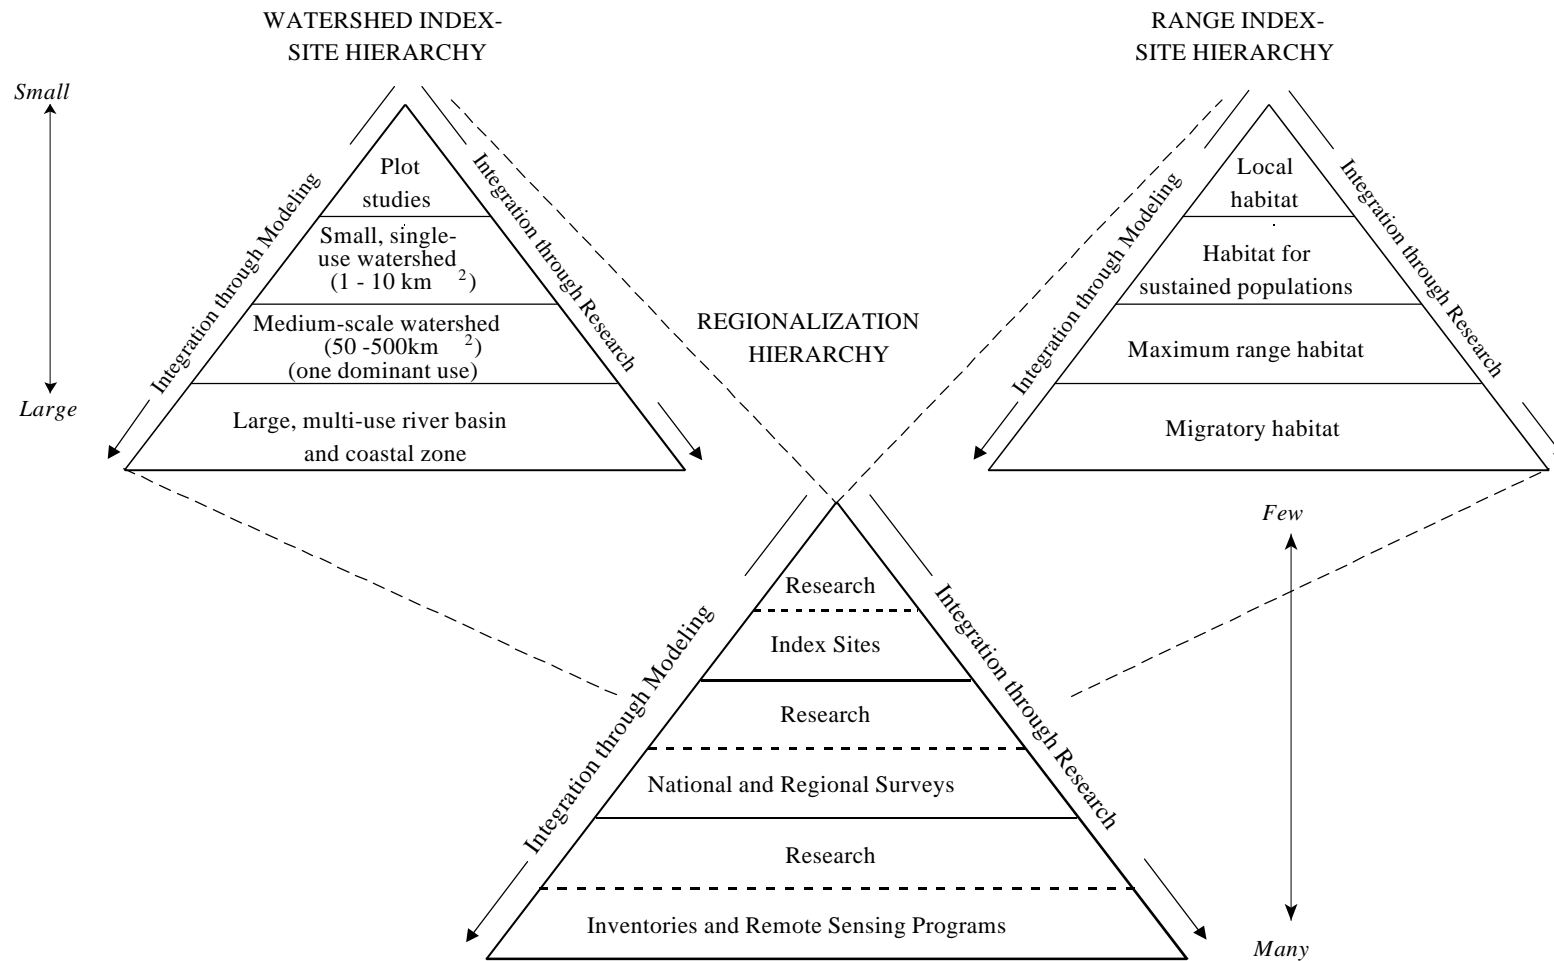 WATERSHED INDEX-
SITE HIERARCHY
RANGE INDEX-
SITE HIERARCHY
Small
Large
Integration through Modeling
Integration through Research
Plot
studies
Small, single-
use watershed
(1 - 10 km 2)
Medium-scale watershed
(50 -500km 2)
(one dominant use)
Large, multi-use river basin
and coastal zone
Integration through Modeling
Integration through Research
Local
habitat
Habitat for
sustained populations
Maximum range habitat
Migratory habitat
REGIONALIZATION
HIERARCHY
Integration through Modeling
Integration through Research
Research
Index Sites
Research
National and Regional Surveys
Research
Inventories and Remote Sensing Programs
Few
Many